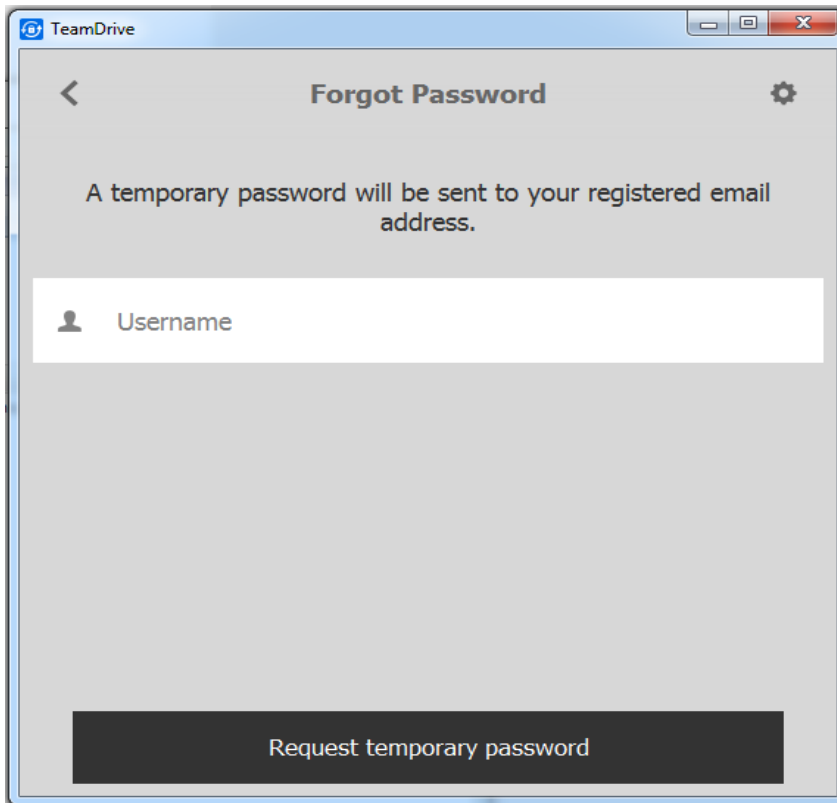 TeamDrive
Forgot Password
A temporary password will be sent to your registered email
address.
Username
Request temporary password